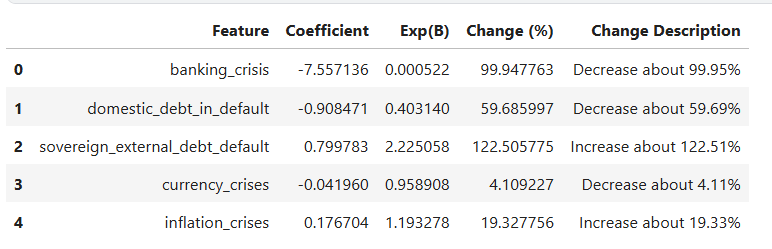 Feature Coefficient Exp(B) Change (%) Change Description
0 banking_crisis -7.557136 0.000522 99.947763 Decrease about 99.95%
1 domestic_debt_in_default -0.908471 0.403140 59.685997 Decrease about 59.69%
2 sovereign_external_debt_default 0.799783 2.225058 122.505775 Increase about 122.51%
3 currency_crises -0.041960 0.958908 4.109227 Decrease about 4.11%
4 inflation_crises 0.176704 1.193278 19.327756 Increase about 19.33%